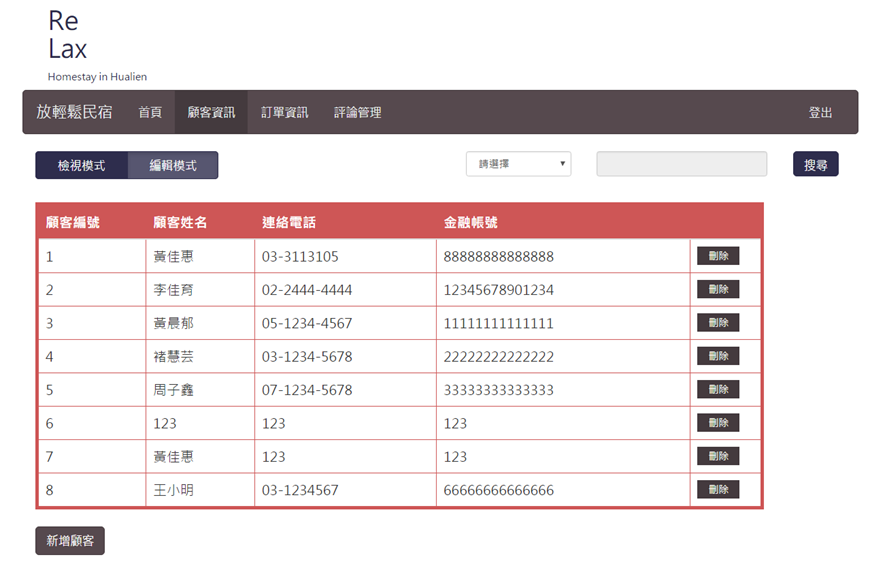 Re
Lax
Homestay in Hualien
放輕鬆民宿 首頁 顧客資訊 訂單資訊 評論管理 登出
檢視模式 編輯模式 請選擇 搜尋
顧客編號 顧客姓名 連絡電話 金融帳號
1 黃佳惠 03-3113105 88888888888888 刪除
2 李佳育 02-2444-4444 12345678901234 刪除
3 黃晨郁 05-1234-4567 11111111111111 刪除
4 褚慧芸 03-1234-5678 22222222222222 刪除
5 周子鑫 07-1234-5678 33333333333333 刪除
6 123 123 123 刪除
7 黃佳惠 123 123 刪除
8 王小明 03-1234567 66666666666666 刪除
新增顧客